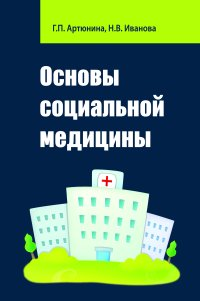 Г.П. Артюнина, Н.В. Иванова
Основы
социальной
медицины